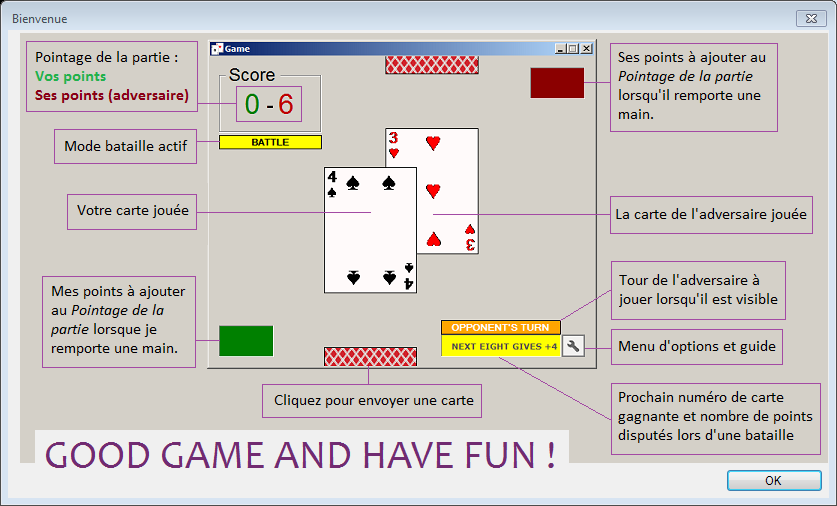 Bienvenue
Pointage de la partie :
Vos points
Ses points (adversaire)
Game
Score
0 - 6
BATTLE
Ses points à ajouter au
Pointage de la partie
lorsqu'il remporte une
main.
Mode bataille actif
3
3
4
4
Votre carte jouée
La carte de l'adversaire jouée
Mes points à ajouter
au Pointage de la
partie lorsque je
remporte une main.
Tour de l'adversaire à
jouer lorsqu'il est visible
OPPONENT'S TURN
NEXT EIGHT GIVES +4
Menu d'options et guide
Cliquez pour envoyer une carte
Prochain numéro de carte
gagnante et nombre de points
disputés lors d'une bataille
GOOD GAME AND HAVE FUN !
OK